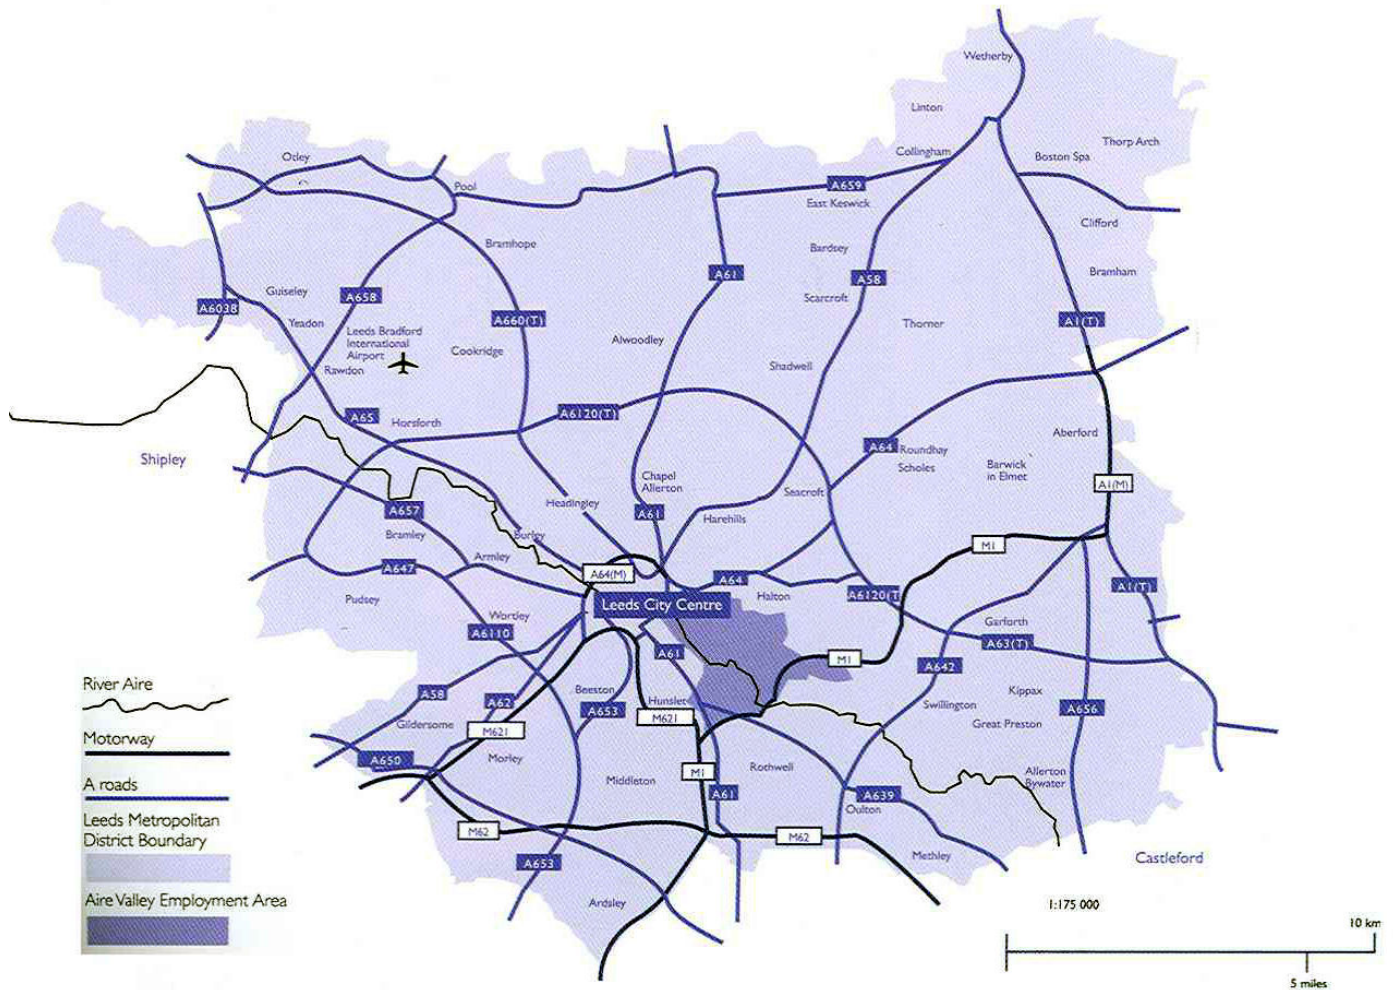 Wetherby
Linton
Thorp Arch
Collingham
Boston Spa
Otley
Pool
A659
East Keswick
Clifford
Bramhope
Bardsey
A61
A58
Bramham
Guiseley
A658
Scarcroft
A6038
Yeadon
A660(T)
Thorner
A1(T)
Leeds Bradford
International
Airport
Alwoodley
Cookridge
Rawdon
Shadwell
A65
Horsforth
A6120(T)
Aberford
A64
Roundhay
Scholes
Shipley
Barwick
in Elmet
Chapel
Allerton
Seacroft
A1(M)
Headingley
A657
A61
Harehills
Bramley
Burley
M1
Armley
A647
A64(M)
A64
A1(T)
Pudsey
Leeds City Centre
Halton
A6120(T)
Wortley
Garforth
A6110
A63(T)
A61
M1
A642
River Aire
A58
Beeston
Kippax
A62
Hunslet
Swillington
A656
A653
M621
Gildersome
Great Preston
M621
Motorway
A650
Morley
Rothwell
M1
Middleton
Allerton
Bywater
A roads
A61
A639
Oulton
Leeds Metropolitan
District Boundary
M62
M62
Methley
Castleford
A653
Aire Valley Employment Area
Ardsley
1:175 000
10 km
5 miles